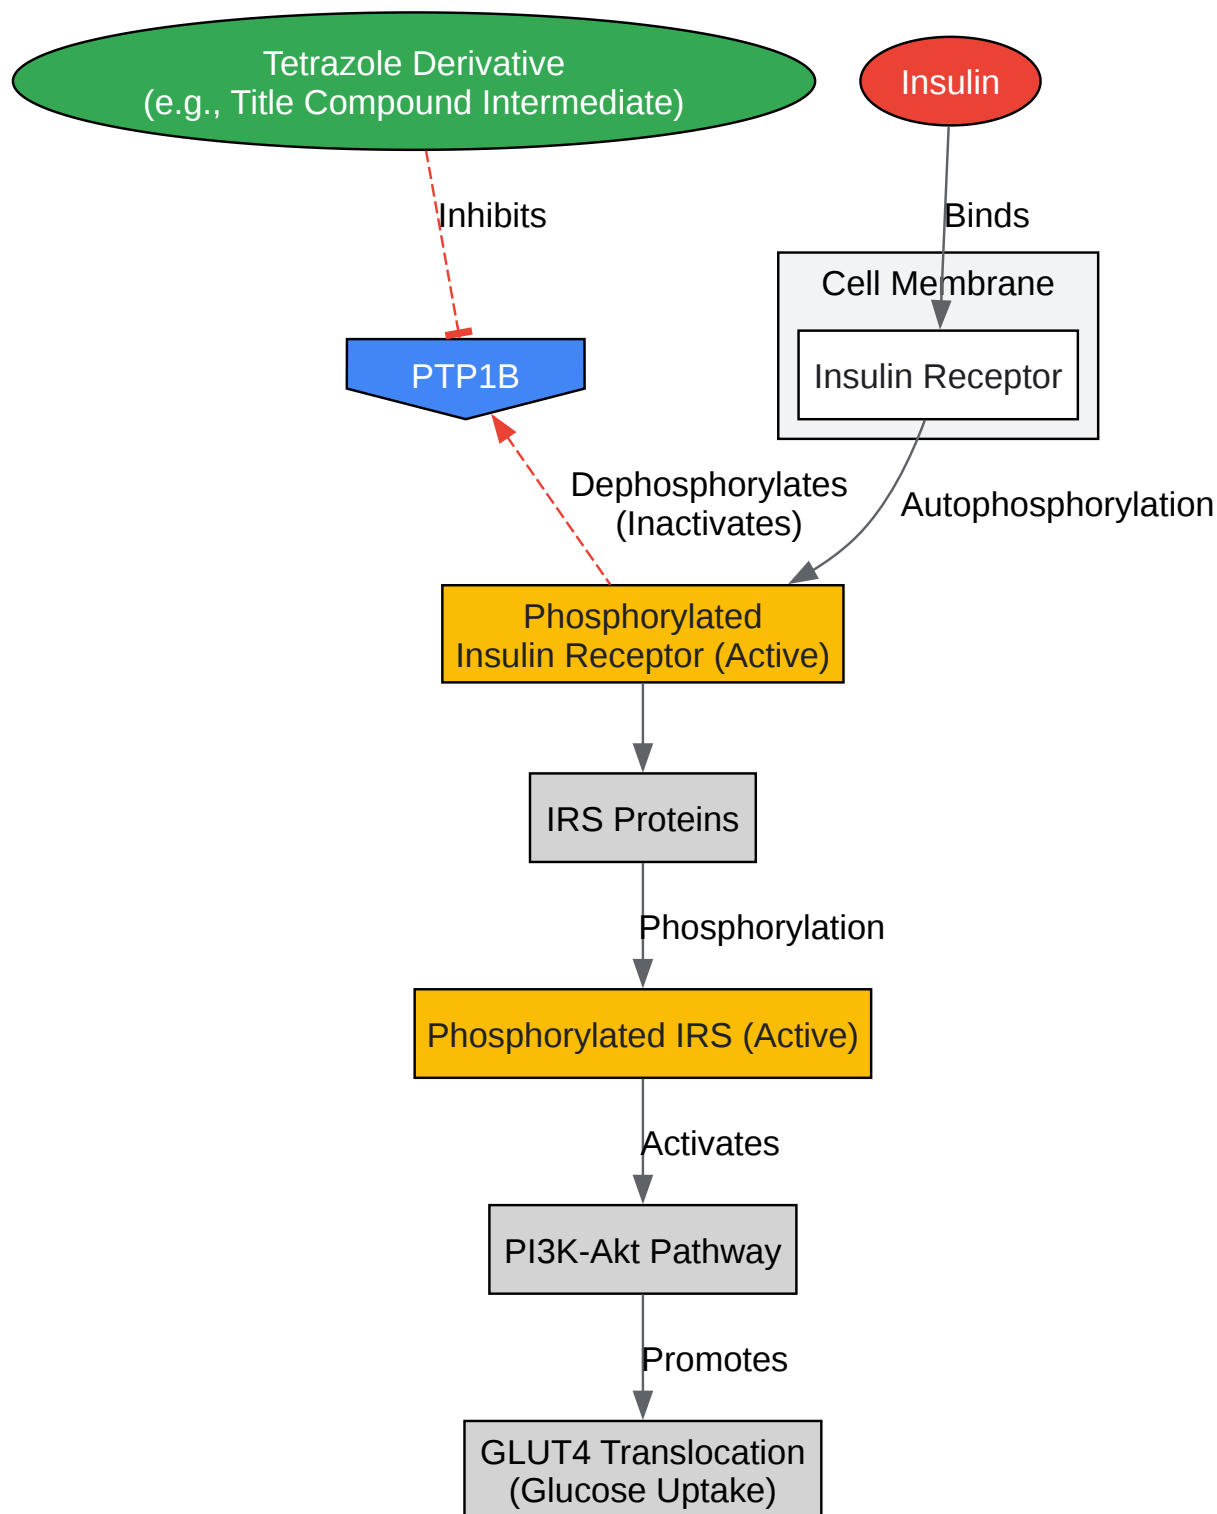 Tetrazole Derivative
(e.g., Title Compound Intermediate)
Insulin
Inhibits
Binds
Cell Membrane
PTP1B
Insulin Receptor
Dephosphorylates
(Inactivates)
Autophosphorylation
Phosphorylated
Insulin Receptor (Active)
IRS Proteins
Phosphorylation
Phosphorylated IRS (Active)
Activates
PI3K-Akt Pathway
Promotes
GLUT4 Translocation
(Glucose Uptake)